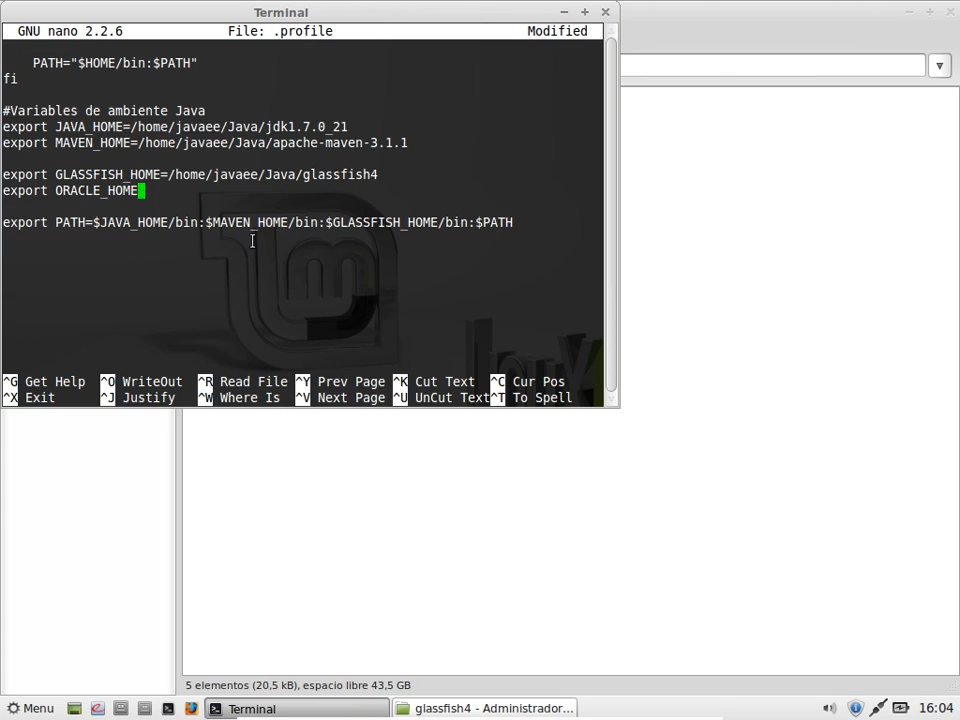 Terminal
GNU nano 2.2.6 File: .profile Modified
PATH="$HOME/bin:$PATH"
fi
#Variables de ambiente Java
export JAVA_HOME=/home/javaee/Java/jdk1.7.0_21
export MAVEN_HOME=/home/javaee/Java/apache-maven-3.1.1
export GLASSFISH_HOME=/home/javaee/Java/glassfish4
export ORACLE_HOME
export PATH=$JAVA_HOME/bin:$MAVEN_HOME/bin:$GLASSFISH_HOME/bin:$PATH
^G Get Help ^O WriteOut ^R Read File ^Y Prev Page ^K Cut Text ^C Cur Pos
^X Exit ^J Justify ^W Where Is ^V Next Page ^U UnCut Text ^T To Spell
5 elementos (20,5 kB), espacio libre 43,5 GB
Menu Terminal glassfish4 - Administrador... 16:04